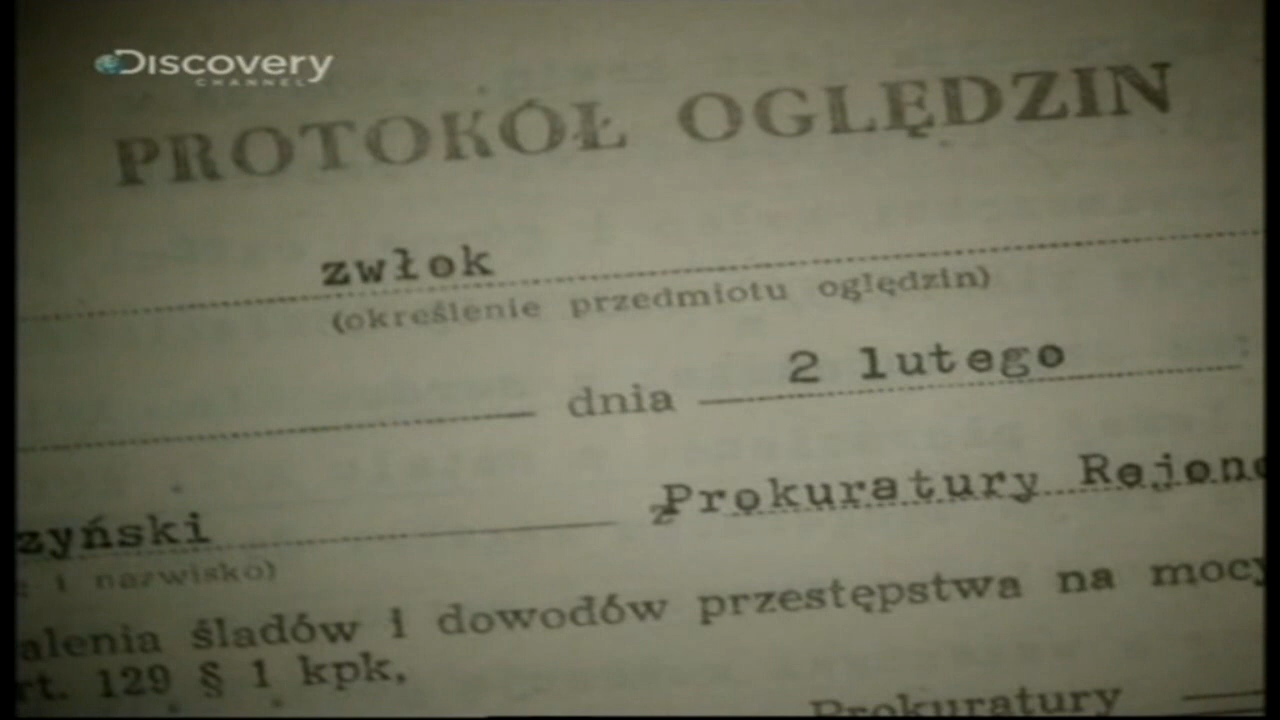 Discovery
CHANNEL
PROTOKÓŁ OGLĘDZIN
zwłok
(określenie przedmiotu oględzin)
dnia 2 lutego
zyński z Prokuratury Rejono
i nazwisko)
alenia śladów i dowodów przestępstwa na mocy
rt. 129 § 1 kpk,
Prokuratury